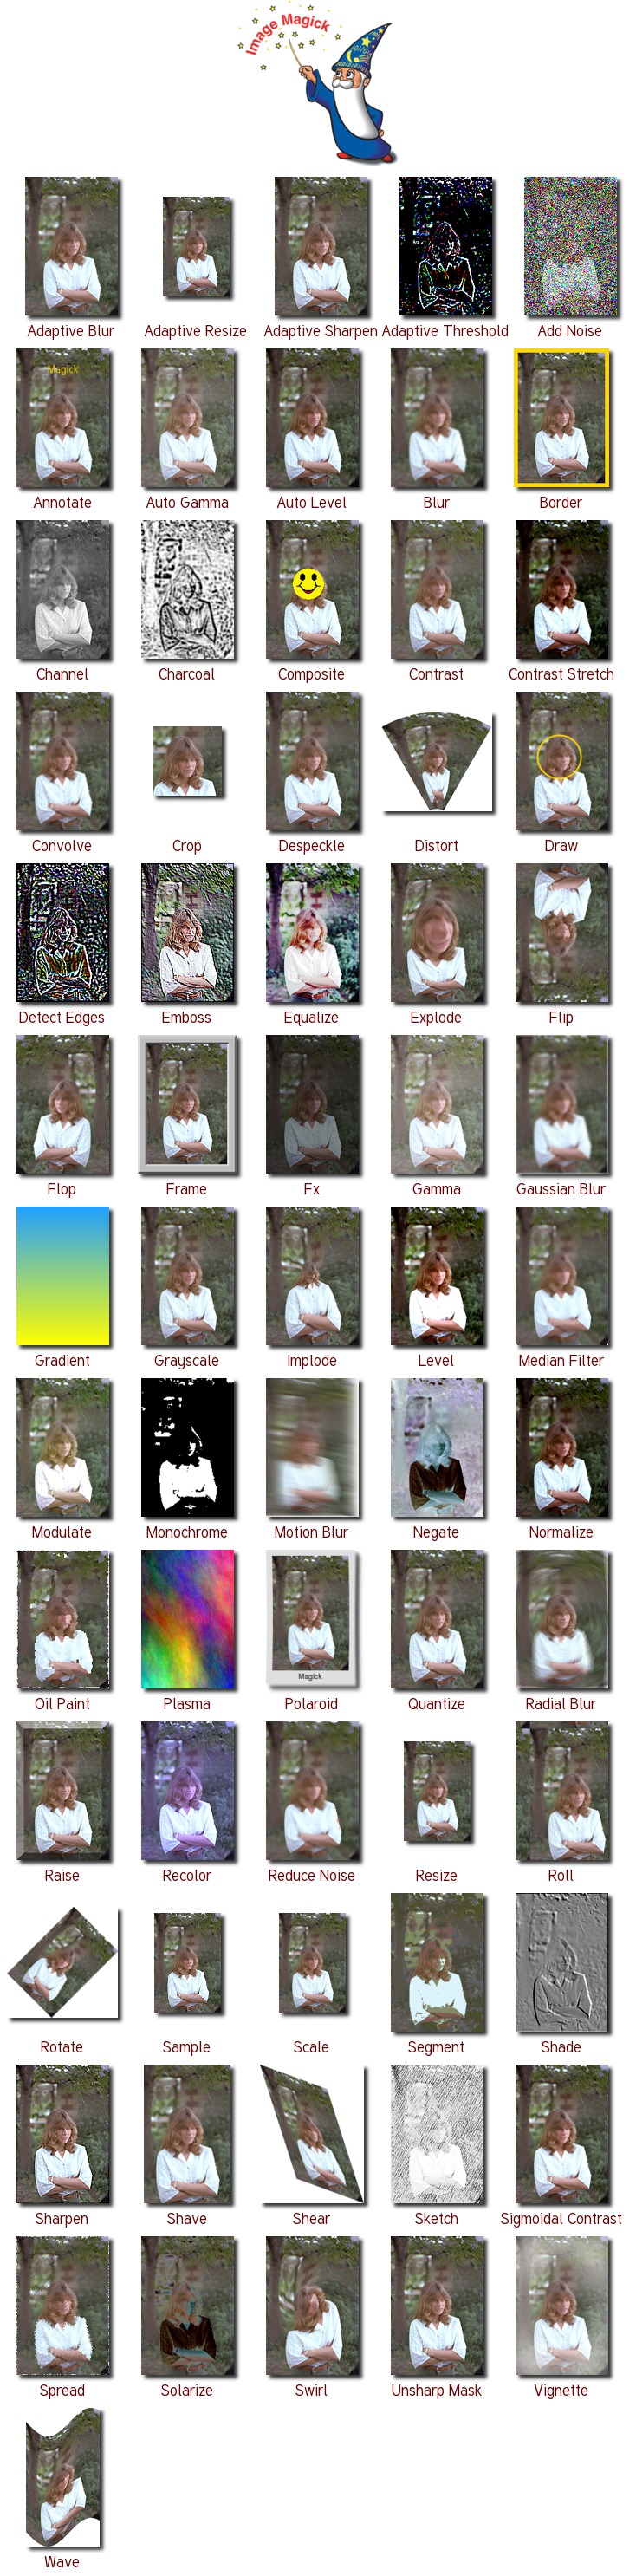 Image Magick
Adaptive Blur Adaptive Resize Adaptive Sharpen Adaptive Threshold Add Noise
Magick
Annotate Auto Gamma Auto Level Blur Border
Channel Charcoal Composite Contrast Contrast Stretch
Convolve Crop Despeckle Distort Draw
Detect Edges Emboss Equalize Explode Flip
Flop Frame Fx Gamma Gaussian Blur
Gradient Grayscale Implode Level Median Filter
Modulate Monochrome Motion Blur Negate Normalize
Magick
Oil Paint Plasma Polaroid Quantize Radial Blur
Raise Recolor Reduce Noise Resize Roll
Rotate Sample Scale Segment Shade
Sharpen Shave Shear Sketch Sigmoidal Contrast
Spread Solarize Swirl Unsharp Mask Vignette
Wave